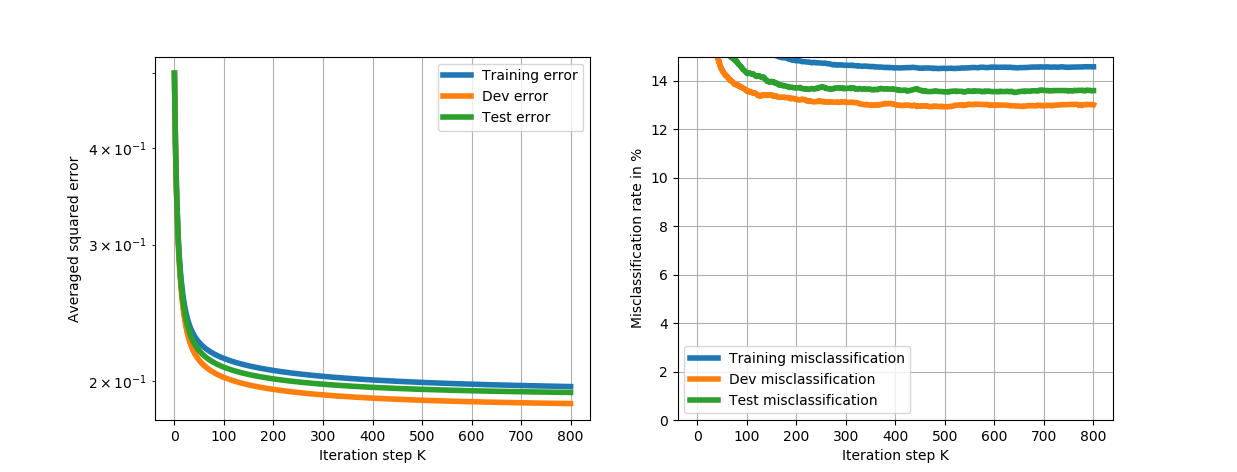 Averaged squared error
4 × 10⁻¹
3 × 10⁻¹
2 × 10⁻¹
0 100 200 300 400 500 600 700 800
Iteration step K
Training error
Dev error
Test error
Misclassification rate in %
14
12
10
8
6
4
2
0
0 100 200 300 400 500 600 700 800
Iteration step K
Training misclassification
Dev misclassification
Test misclassification